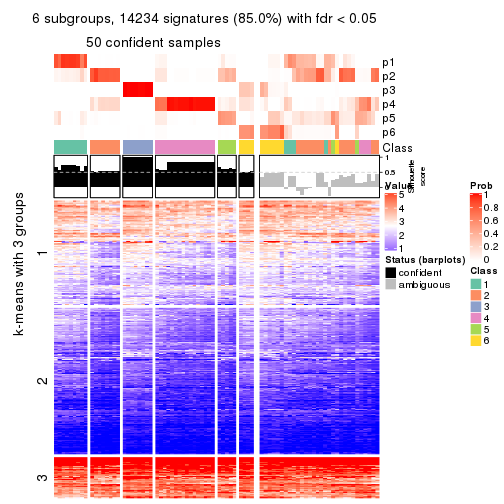 6 subgroups, 14234 signatures (85.0%) with fdr < 0.05
50 confident samples
p1
p2
p3
p4
p5
p6
Class
1
0.5
0
Silhouette
score
k-means with 3 groups
1
2
3
Value
5
4
3
2
1
Status (barplots)
confident
ambiguous
Prob
1
0.8
0.6
0.4
0.2
0
Class
1
2
3
4
5
6